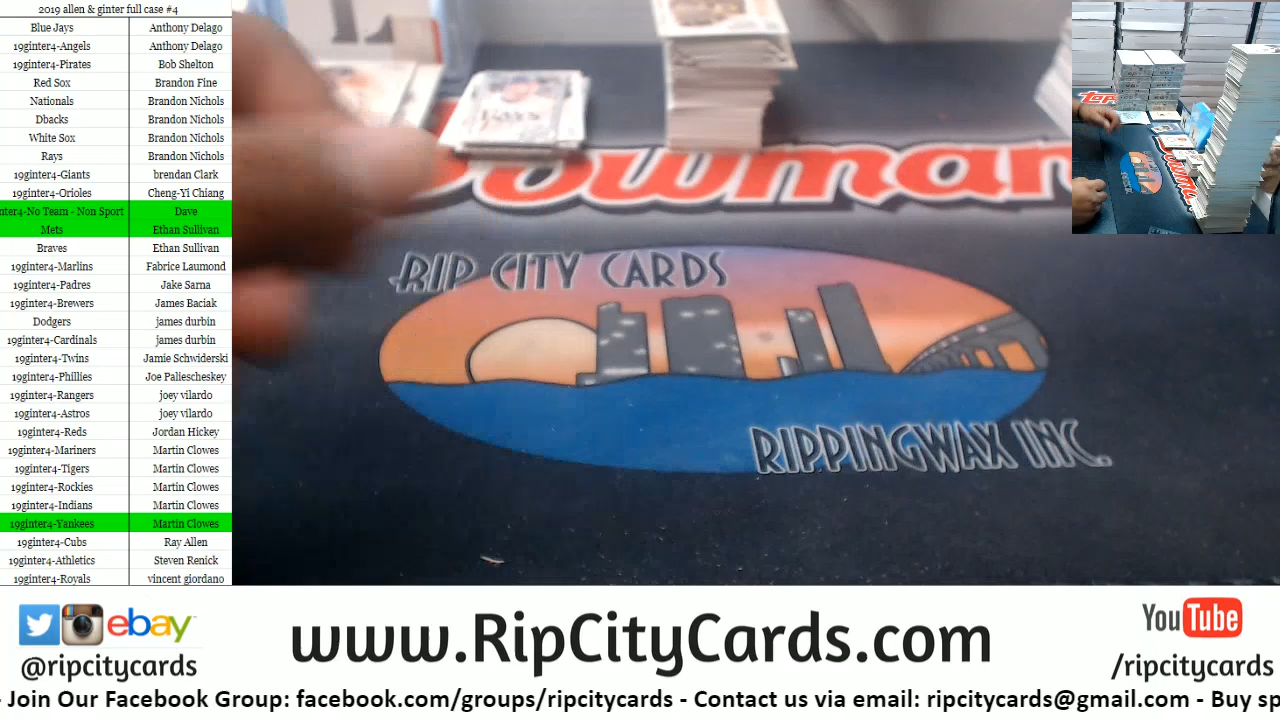 2019 allen & ginter full case #4
Blue Jays Anthony Delago
19ginter4-Angels Anthony Delago
19ginter4-Pirates Bob Shelton
Red Sox Brandon Fine
Nationals Brandon Nichols
Dbacks Brandon Nichols
White Sox Brandon Nichols
Rays Brandon Nichols
19ginter4-Giants brendan Clark
19ginter4-Orioles Cheng-Yi Chiang
nter4-No Team - Non Sport Dave
Mets Ethan Sullivan
Braves Ethan Sullivan
19ginter4-Marlins Fabrice Laumond
19ginter4-Padres Jake Sarna
19ginter4-Brewers James Baciak
Dodgers james durbin
19ginter4-Cardinals james durbin
19ginter4-Twins Jamie Schwiderski
19ginter4-Phillies Joe Paliescheskey
19ginter4-Rangers joey vilardo
19ginter4-Astros joey vilardo
19ginter4-Reds Jordan Hickey
19ginter4-Mariners Martin Clowes
19ginter4-Tigers Martin Clowes
19ginter4-Rockies Martin Clowes
19ginter4-Indians Martin Clowes
19ginter4-Yankees Martin Clowes
19ginter4-Cubs Ray Allen
19ginter4-Athletics Steven Renick
19ginter4-Royals vincent giordano
owman
RIP CITY CARDS
RIPPINGWAX INC.
ebay
@ripcitycards
www.RipCityCards.com
YouTube
/ripcitycards
- Join Our Facebook Group: facebook.com/groups/ripcitycards - Contact us via email: ripcitycards@gmail.com - Buy sp